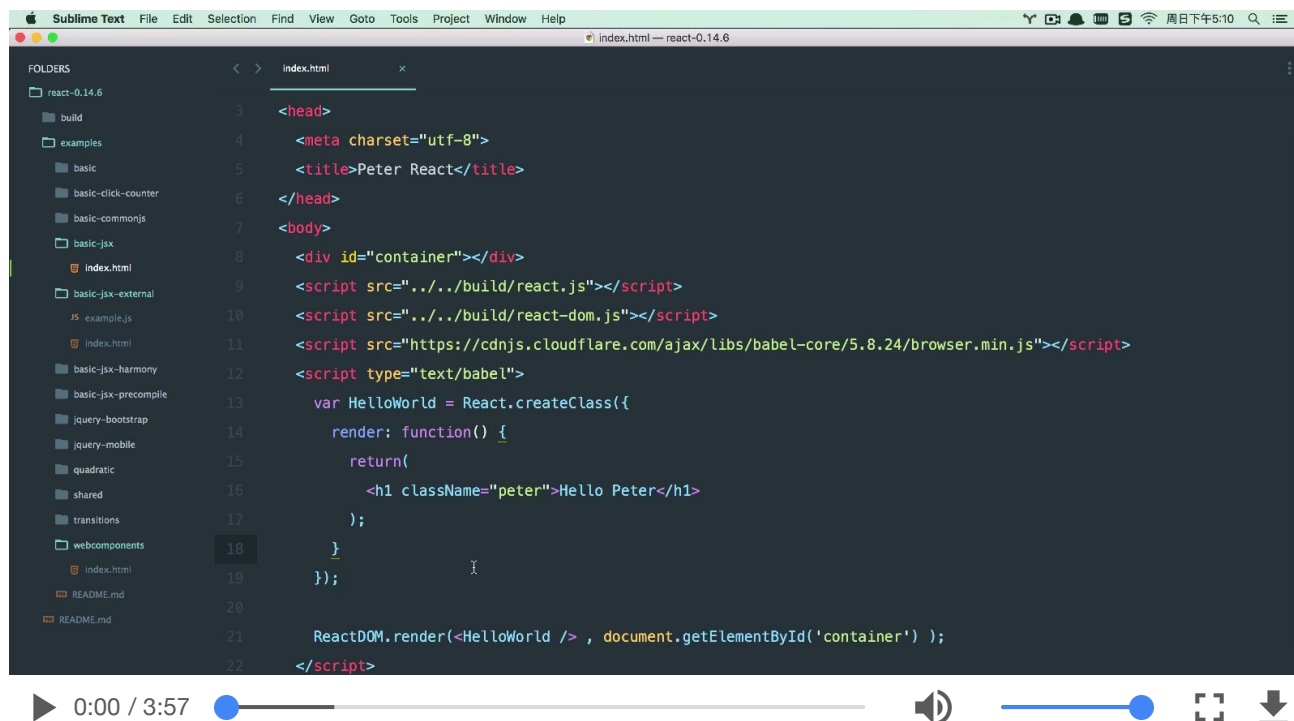 Sublime Text File Edit Selection Find View Goto Tools Project Window Help 周日下午5:10
index.html — react-0.14.6
FOLDERS
react-0.14.6
build
examples
basic
basic-click-counter
basic-commonjs
basic-jsx
index.html
basic-jsx-external
JS example.js
index.html
basic-jsx-harmony
basic-jsx-precompile
jquery-bootstrap
jquery-mobile
quadratic
shared
transitions
webcomponents
index.html
README.md
README.md
index.html ×
3 <head>
4 <meta charset="utf-8">
5 <title>Peter React</title>
6 </head>
7 <body>
8 <div id="container"></div>
9 <script src="../../build/react.js"></script>
10 <script src="../../build/react-dom.js"></script>
11 <script src="https://cdnjs.cloudflare.com/ajax/libs/babel-core/5.8.24/browser.min.js"></script>
12 <script type="text/babel">
13 var HelloWorld = React.createClass({
14 render: function() {
15 return(
16 <h1 className="peter">Hello Peter</h1>
17 );
18 }
19 });
20
21 ReactDOM.render(<HelloWorld /> , document.getElementById('container') );
22 </script>
0:00 / 3:57